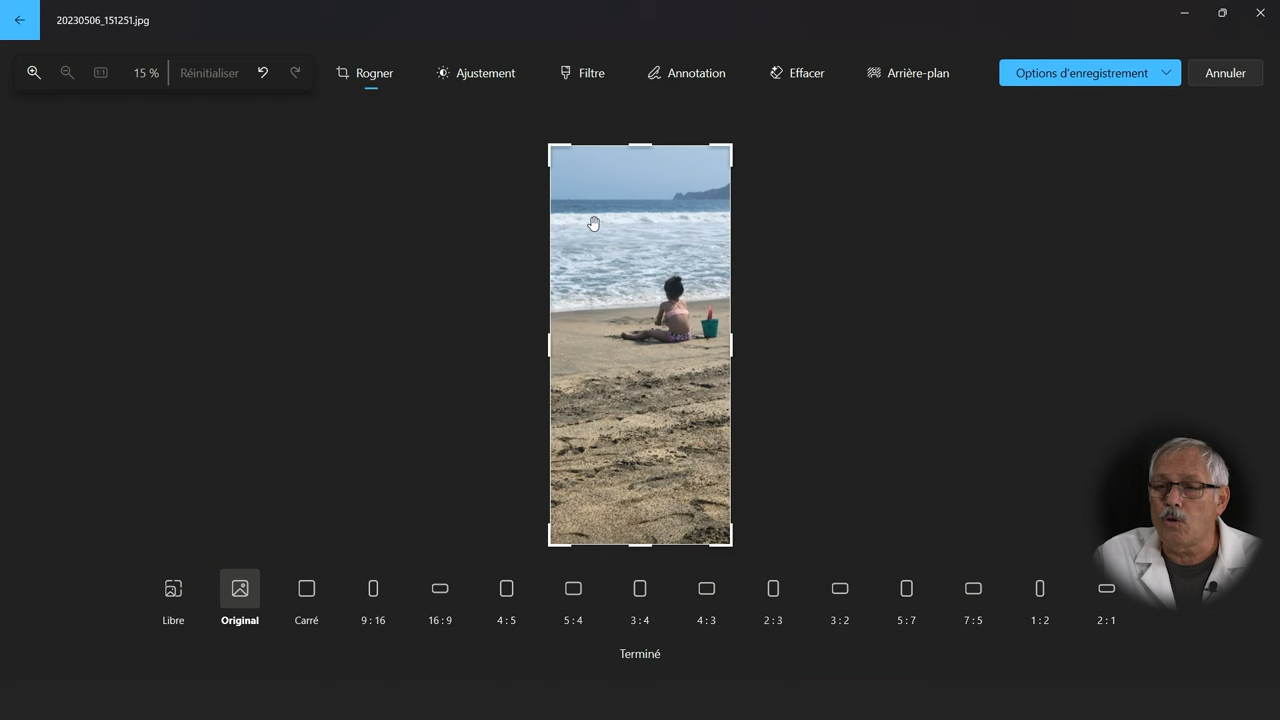 20230506_151251.jpg
15 % Réinitialiser Rogner Ajustement Filtre Annotation Effacer Arrière-plan Options d'enregistrement Annuler
Libre Original Carré 9:16 16:9 4:5 5:4 3:4 4:3 2:3 3:2 5:7 7:5 1:2 2:1
Terminé